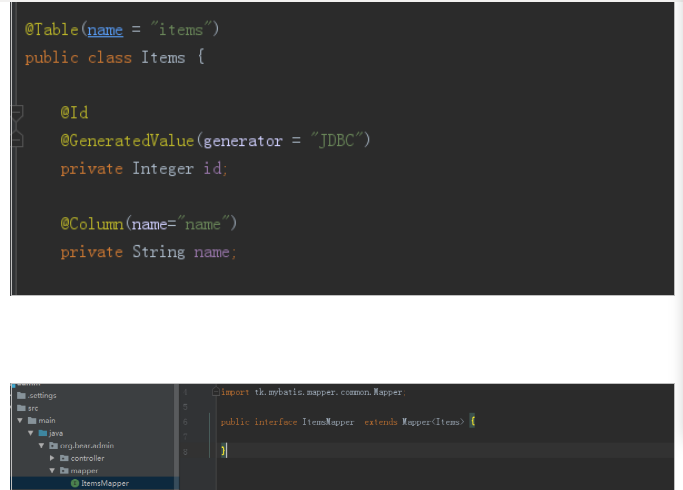 @Table(name = "items")
public class Items {
@Id
@GeneratedValue(generator = "JDBC")
private Integer id;
@Column(name="name")
private String name;
.settings
src
main
java
org.bear.admin
controller
mapper
ItemsMapper
4 import tk.mybatis.mapper.common.Mapper;
5
6 public interface ItemsMapper extends Mapper<Items> {
7
8 }